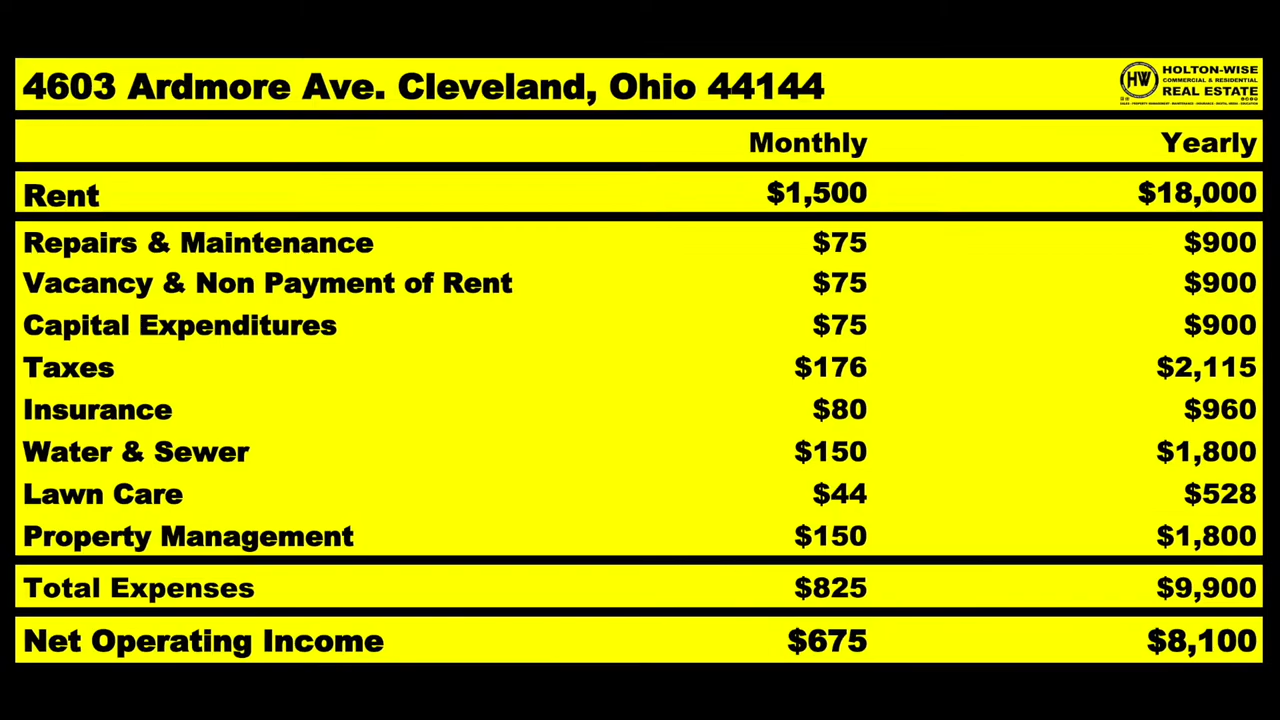 4603 Ardmore Ave. Cleveland, Ohio 44144
HOLTON-WISE
COMMERCIAL & RESIDENTIAL
REAL ESTATE
HW
Monthly Yearly
Rent $1,500 $18,000
Repairs & Maintenance $75 $900
Vacancy & Non Payment of Rent $75 $900
Capital Expenditures $75 $900
Taxes $176 $2,115
Insurance $80 $960
Water & Sewer $150 $1,800
Lawn Care $44 $528
Property Management $150 $1,800
Total Expenses $825 $9,900
Net Operating Income $675 $8,100